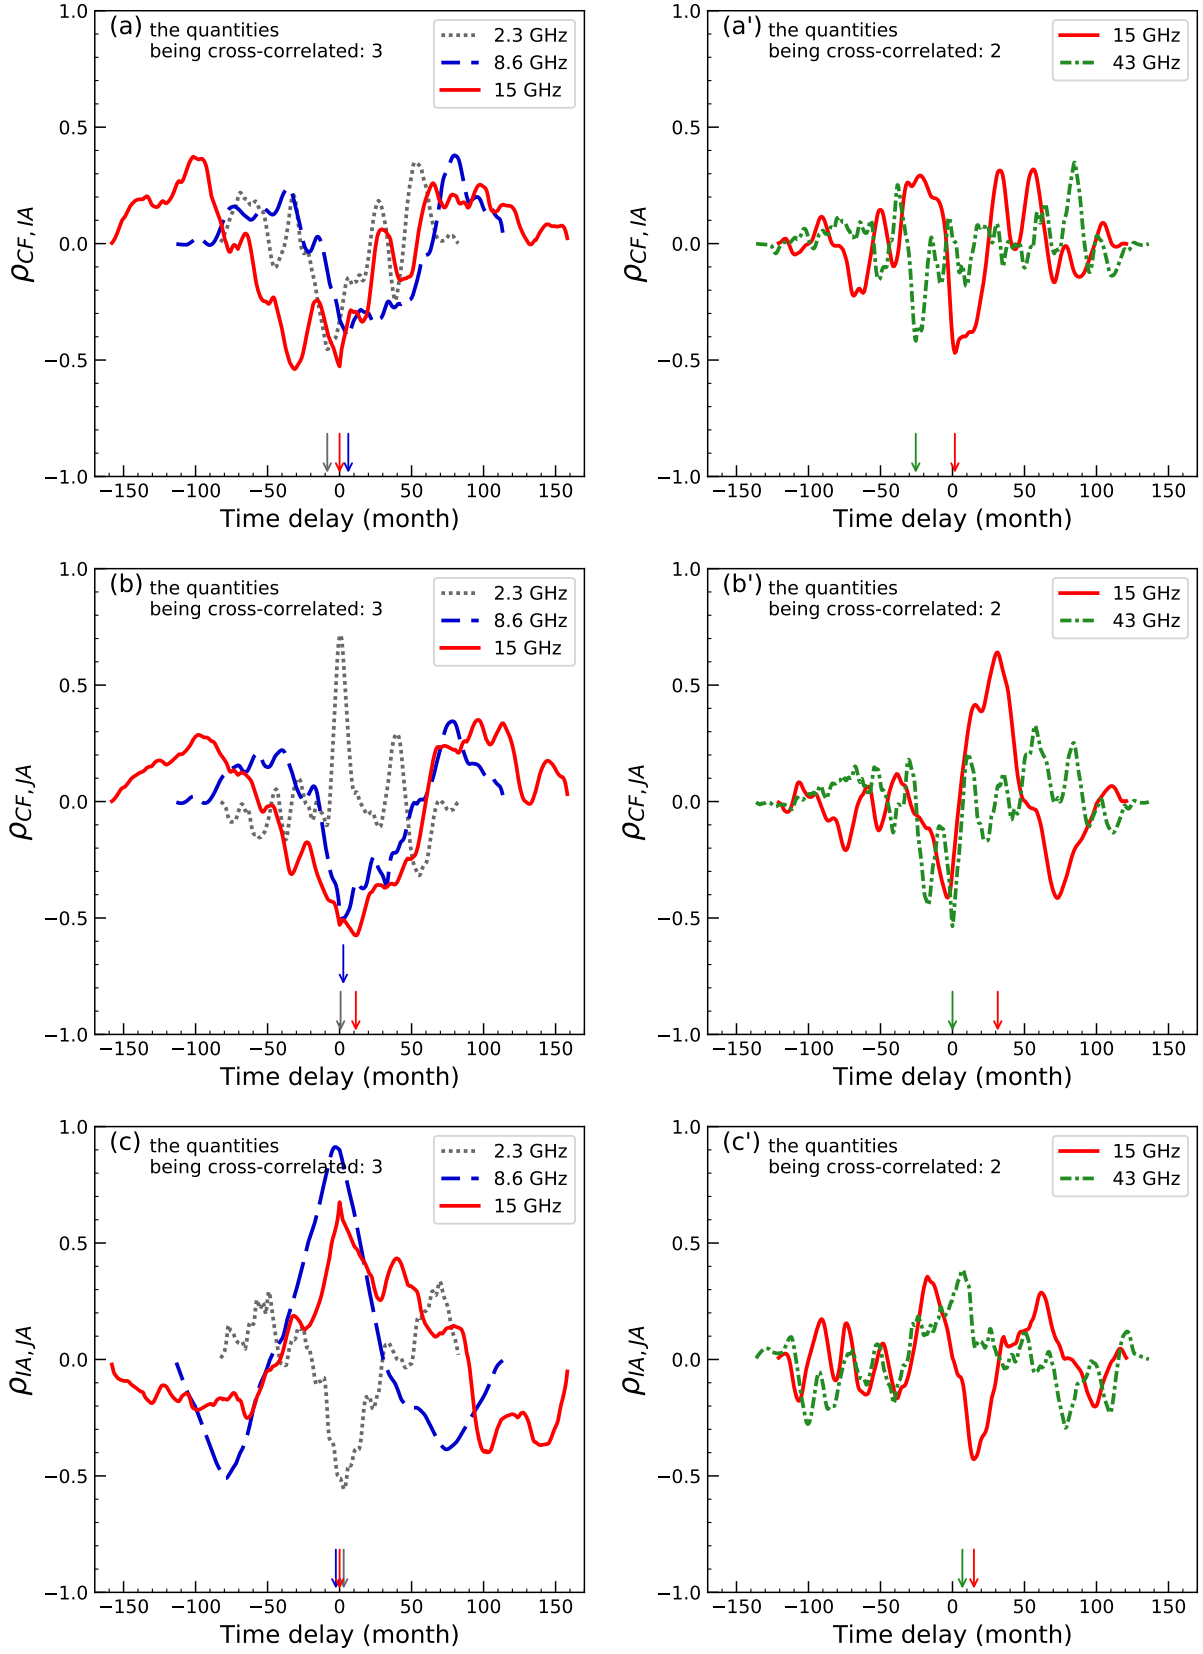 (a) the quantities
being cross-correlated: 3
2.3 GHz
8.6 GHz
15 GHz
1.0
0.5
0.0
−0.5
−1.0
ρCF, IA
−150 −100 −50 0 50 100 150
Time delay (month)
(a') the quantities
being cross-correlated: 2
15 GHz
43 GHz
1.0
0.5
0.0
−0.5
−1.0
ρCF, IA
−150 −100 −50 0 50 100 150
Time delay (month)
(b) the quantities
being cross-correlated: 3
2.3 GHz
8.6 GHz
15 GHz
1.0
0.5
0.0
−0.5
−1.0
ρCF, JA
−150 −100 −50 0 50 100 150
Time delay (month)
(b') the quantities
being cross-correlated: 2
15 GHz
43 GHz
1.0
0.5
0.0
−0.5
−1.0
ρCF, JA
−150 −100 −50 0 50 100 150
Time delay (month)
(c) the quantities
being cross-correlated: 3
2.3 GHz
8.6 GHz
15 GHz
1.0
0.5
0.0
−0.5
−1.0
ρIA, JA
−150 −100 −50 0 50 100 150
Time delay (month)
(c') the quantities
being cross-correlated: 2
15 GHz
43 GHz
1.0
0.5
0.0
−0.5
−1.0
ρIA, JA
−150 −100 −50 0 50 100 150
Time delay (month)